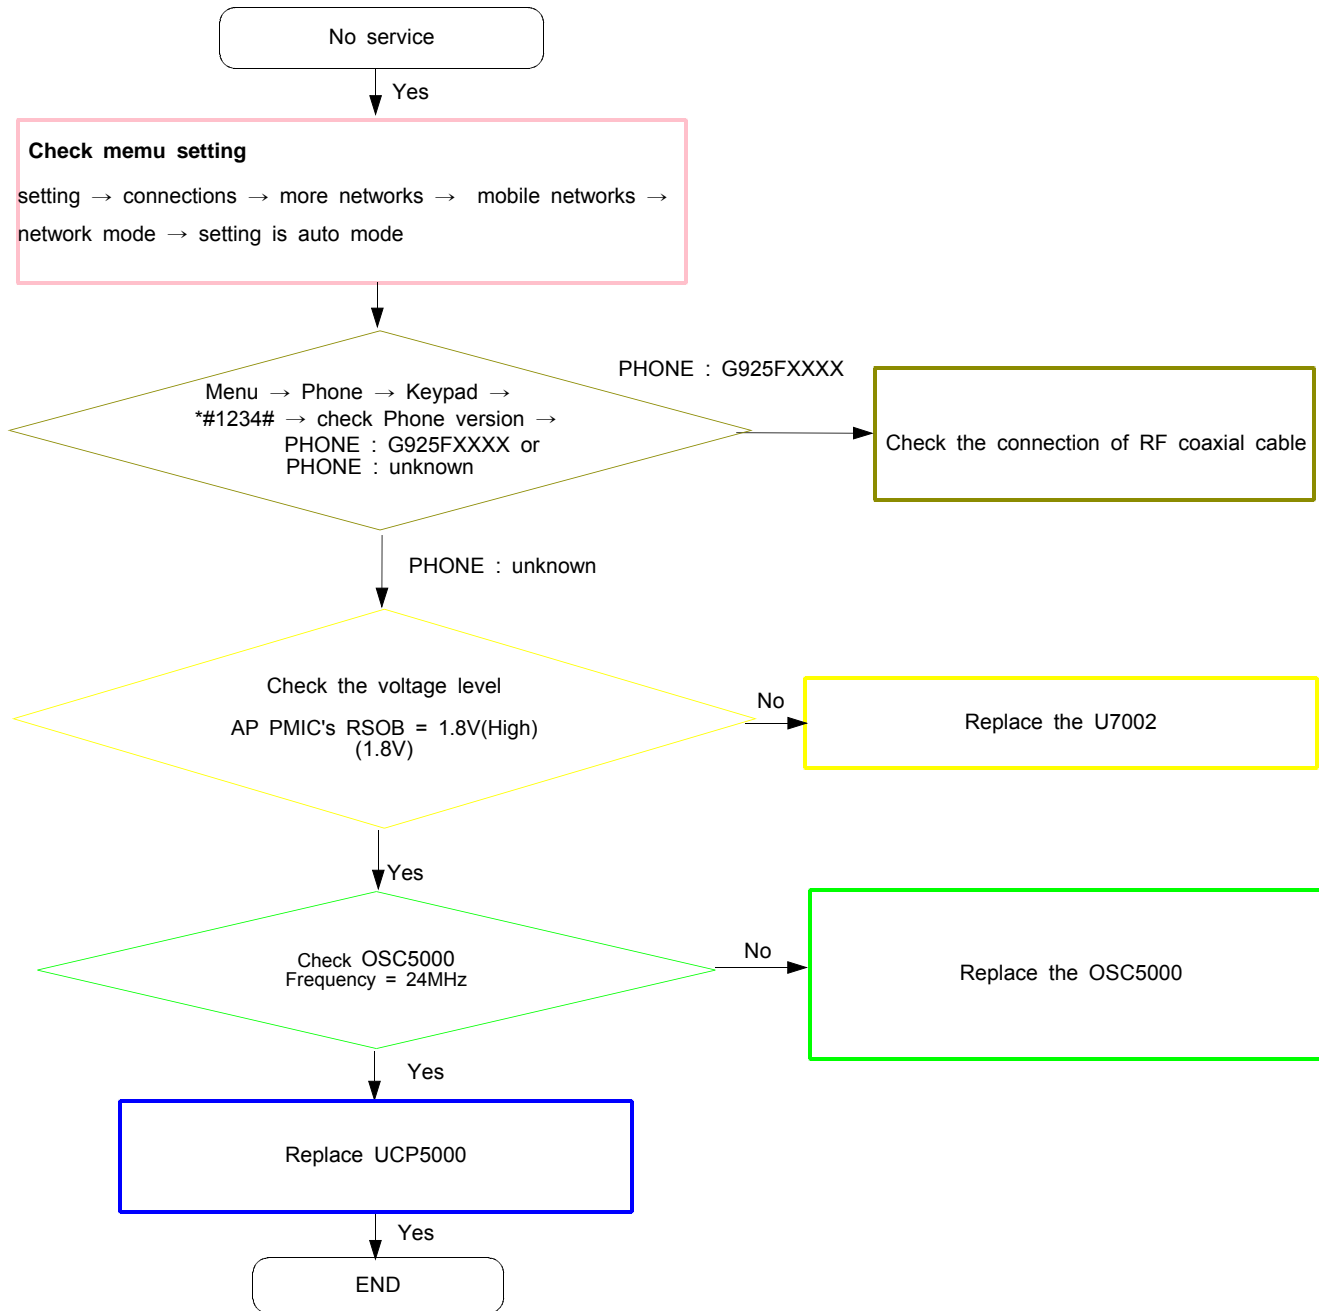 No service
Yes
Check memu setting
setting → connections → more networks → mobile networks →
network mode → setting is auto mode
PHONE : G925FXXXX
Menu → Phone → Keypad →
*#1234# → check Phone version →
PHONE : G925FXXXX or
PHONE : unknown
Check the connection of RF coaxial cable
PHONE : unknown
Check the voltage level
AP PMIC's RSOB = 1.8V(High)
(1.8V)
No
Replace the U7002
Yes
Check OSC5000
Frequency = 24MHz
No
Replace the OSC5000
Yes
Replace UCP5000
Yes
END